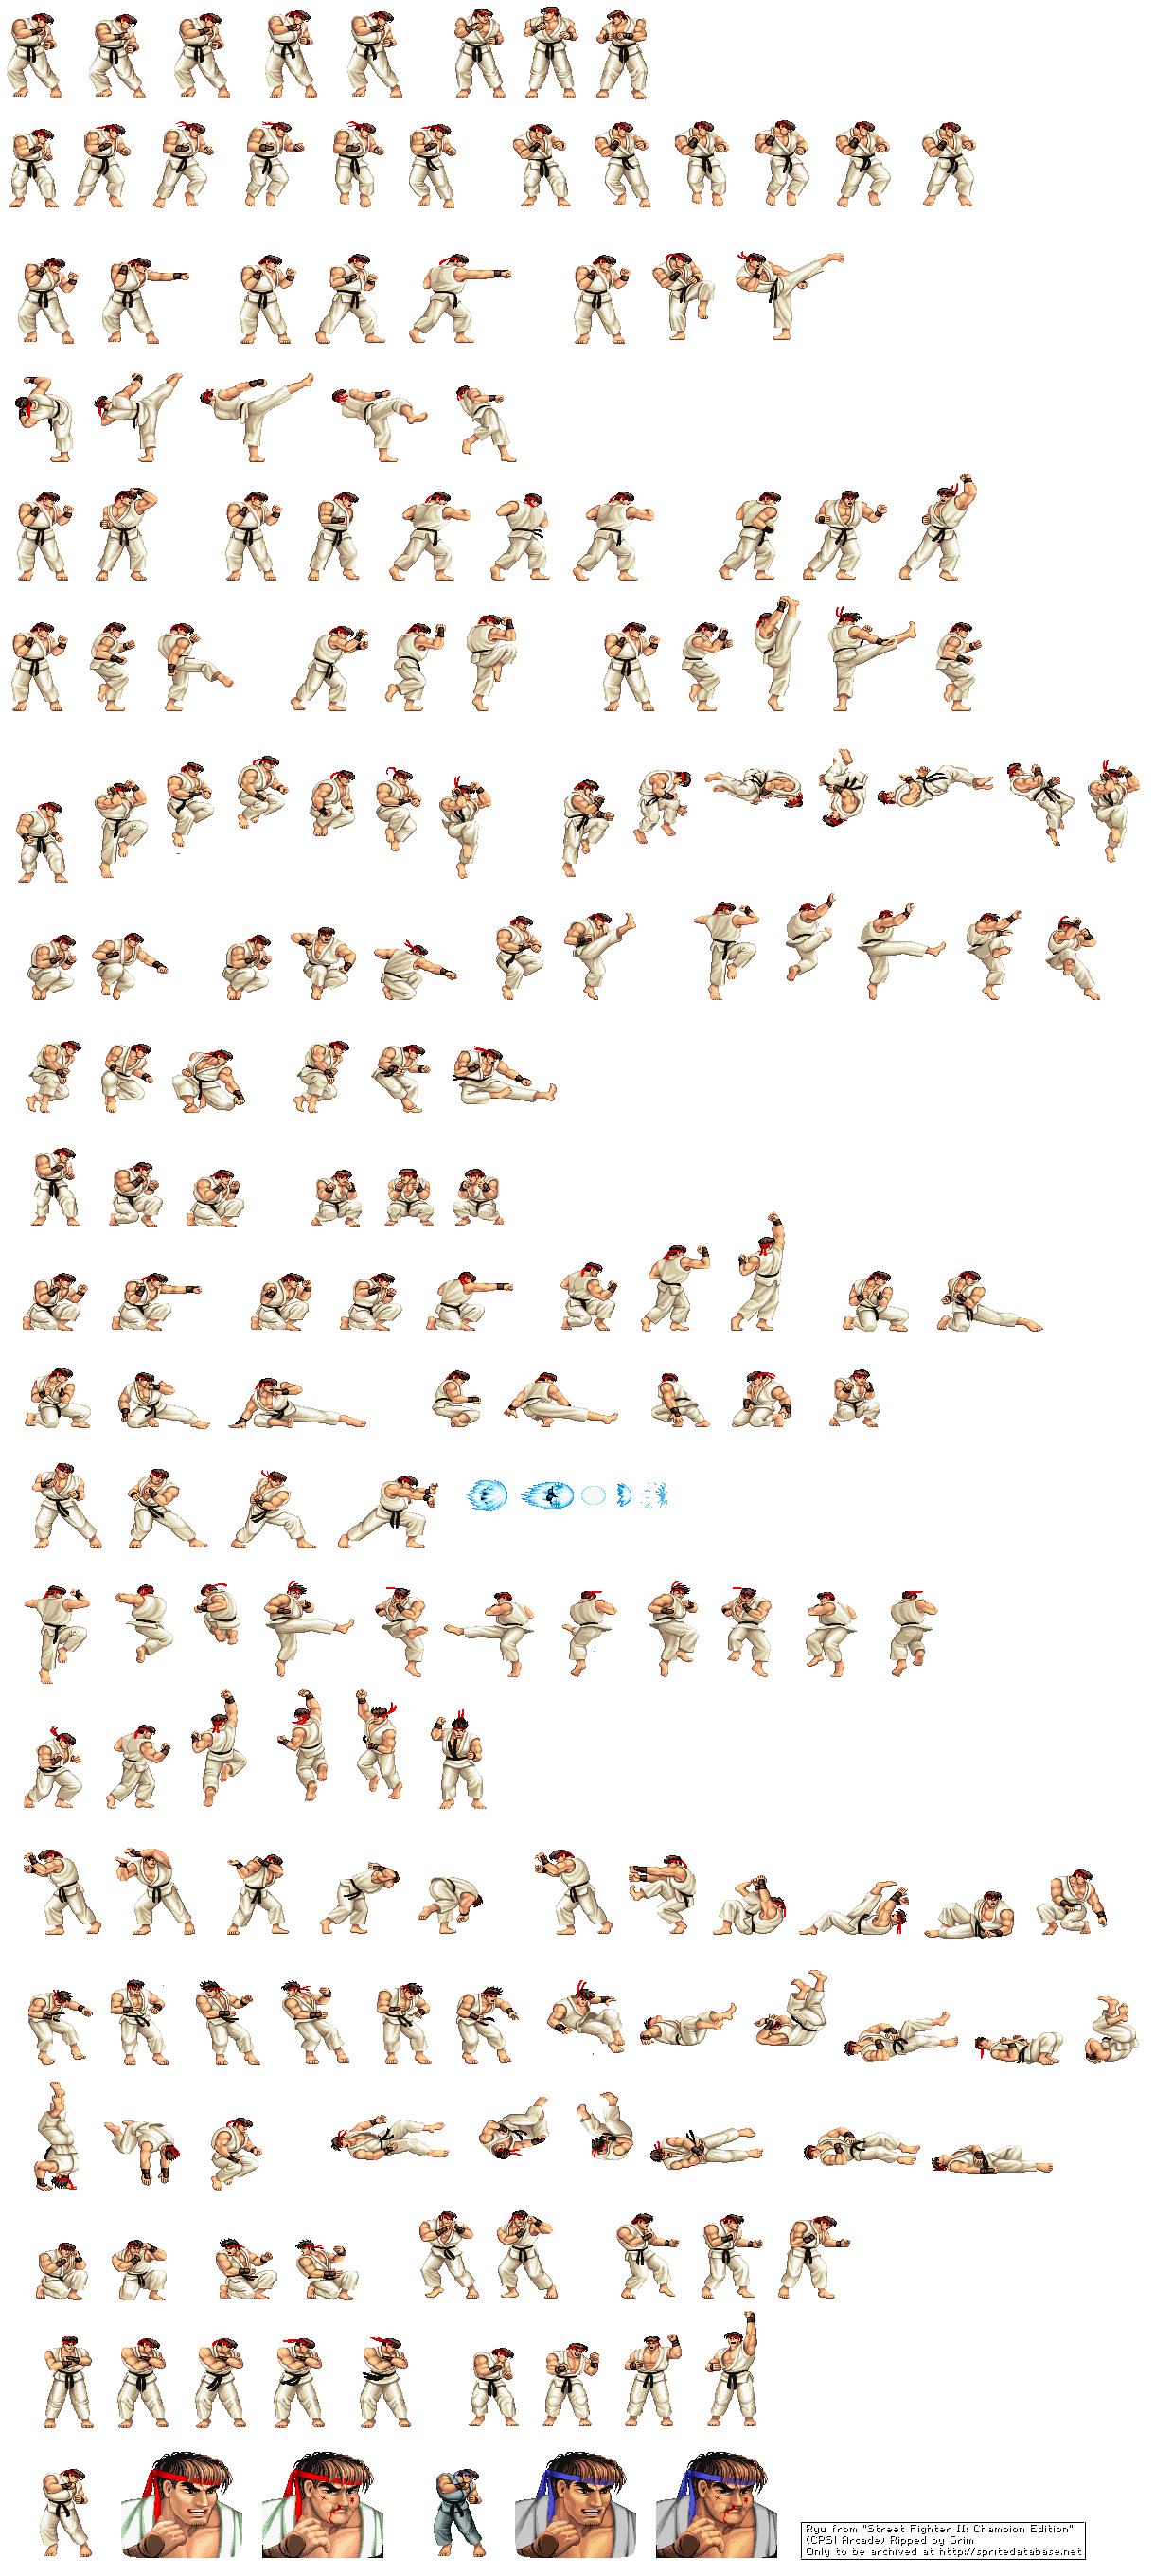 Ryu from "Street Fighter II: Champion Edition"
(CPS1 Arcade) Ripped by Grim
Only to be archived at http://spritedatabase.net